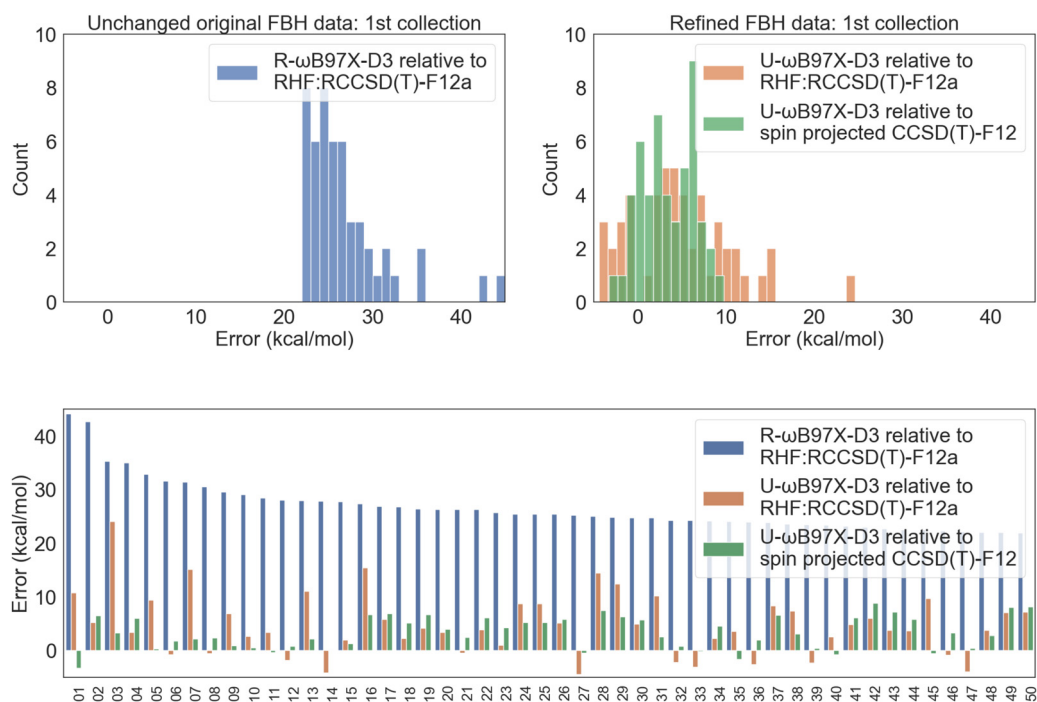 Unchanged original FBH data: 1st collection
10
8
6
4
2
0
Count
R-ωB97X-D3 relative to
RHF:RCCSD(T)-F12a
0 10 20 30 40
Error (kcal/mol)
Refined FBH data: 1st collection
10
8
6
4
2
0
Count
U-ωB97X-D3 relative to
RHF:RCCSD(T)-F12a
U-ωB97X-D3 relative to
spin projected CCSD(T)-F12
0 10 20 30 40
Error (kcal/mol)
40
30
20
10
0
Error (kcal/mol)
R-ωB97X-D3 relative to
RHF:RCCSD(T)-F12a
U-ωB97X-D3 relative to
RHF:RCCSD(T)-F12a
U-ωB97X-D3 relative to
spin projected CCSD(T)-F12
01 02 03 04 05 06 07 08 09 10 11 12 13 14 15 16 17 18 19 20 21 22 23 24 25 26 27 28 29 30 31 32 33 34 35 36 37 38 39 40 41 42 43 44 45 46 47 48 49 50